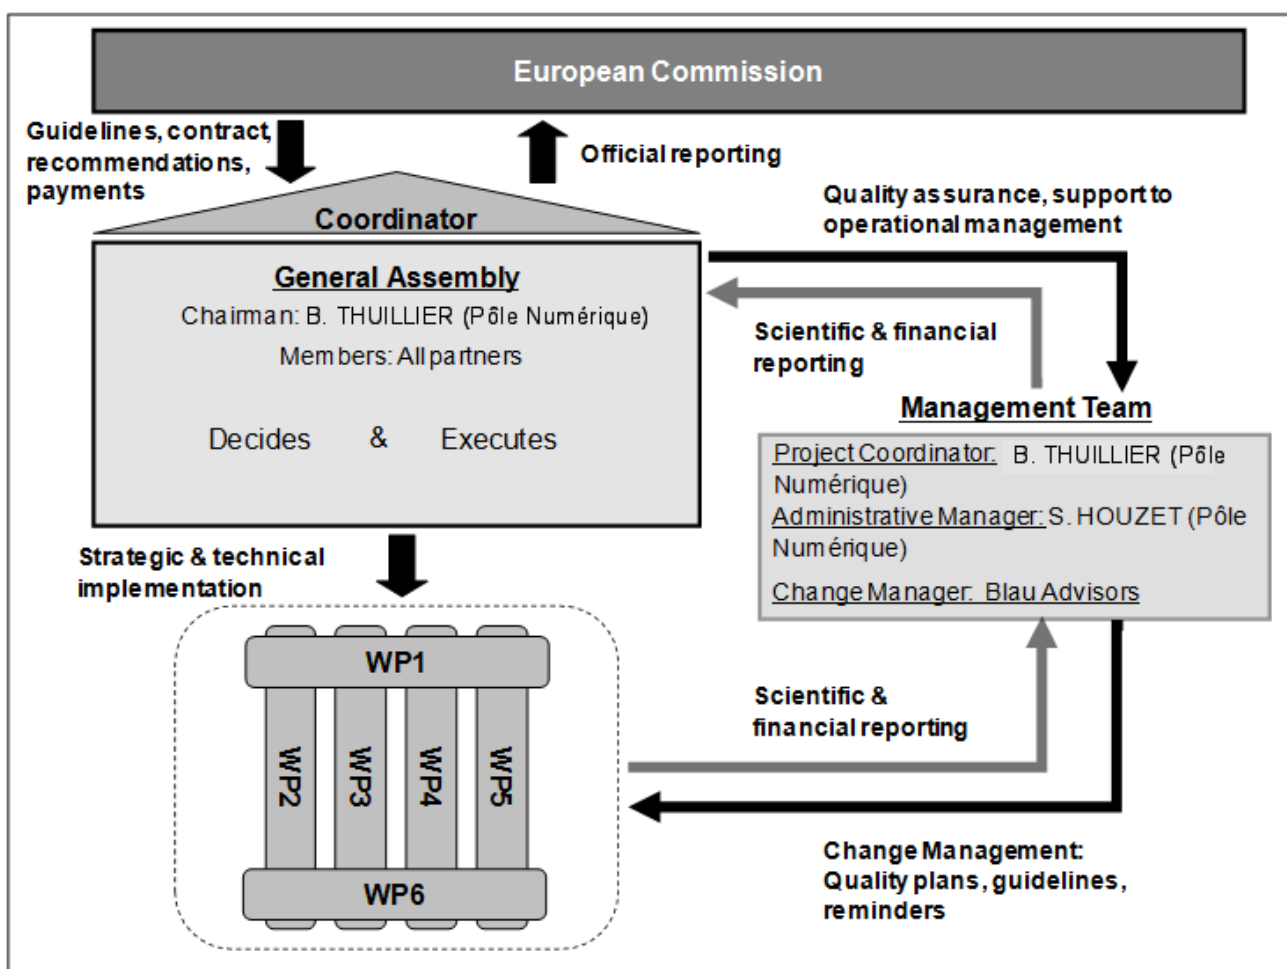 European Commission
Guidelines, contract,
recommendations,
payments
Official reporting
Quality assurance, support to
operational management
Coordinator
General Assembly
Chairman: B. THUILLIER (Pôle Numérique)
Members: All partners
Decides & Executes
Scientific & financial
reporting
Management Team
Project Coordinator: B. THUILLIER (Pôle
Numérique)
Administrative Manager: S. HOUZET (Pôle
Numérique)
Change Manager: Blau Advisors
Strategic & technical
implementation
WP1
WP2
WP3
WP4
WP5
WP6
Scientific &
financial reporting
Change Management:
Quality plans, guidelines,
reminders